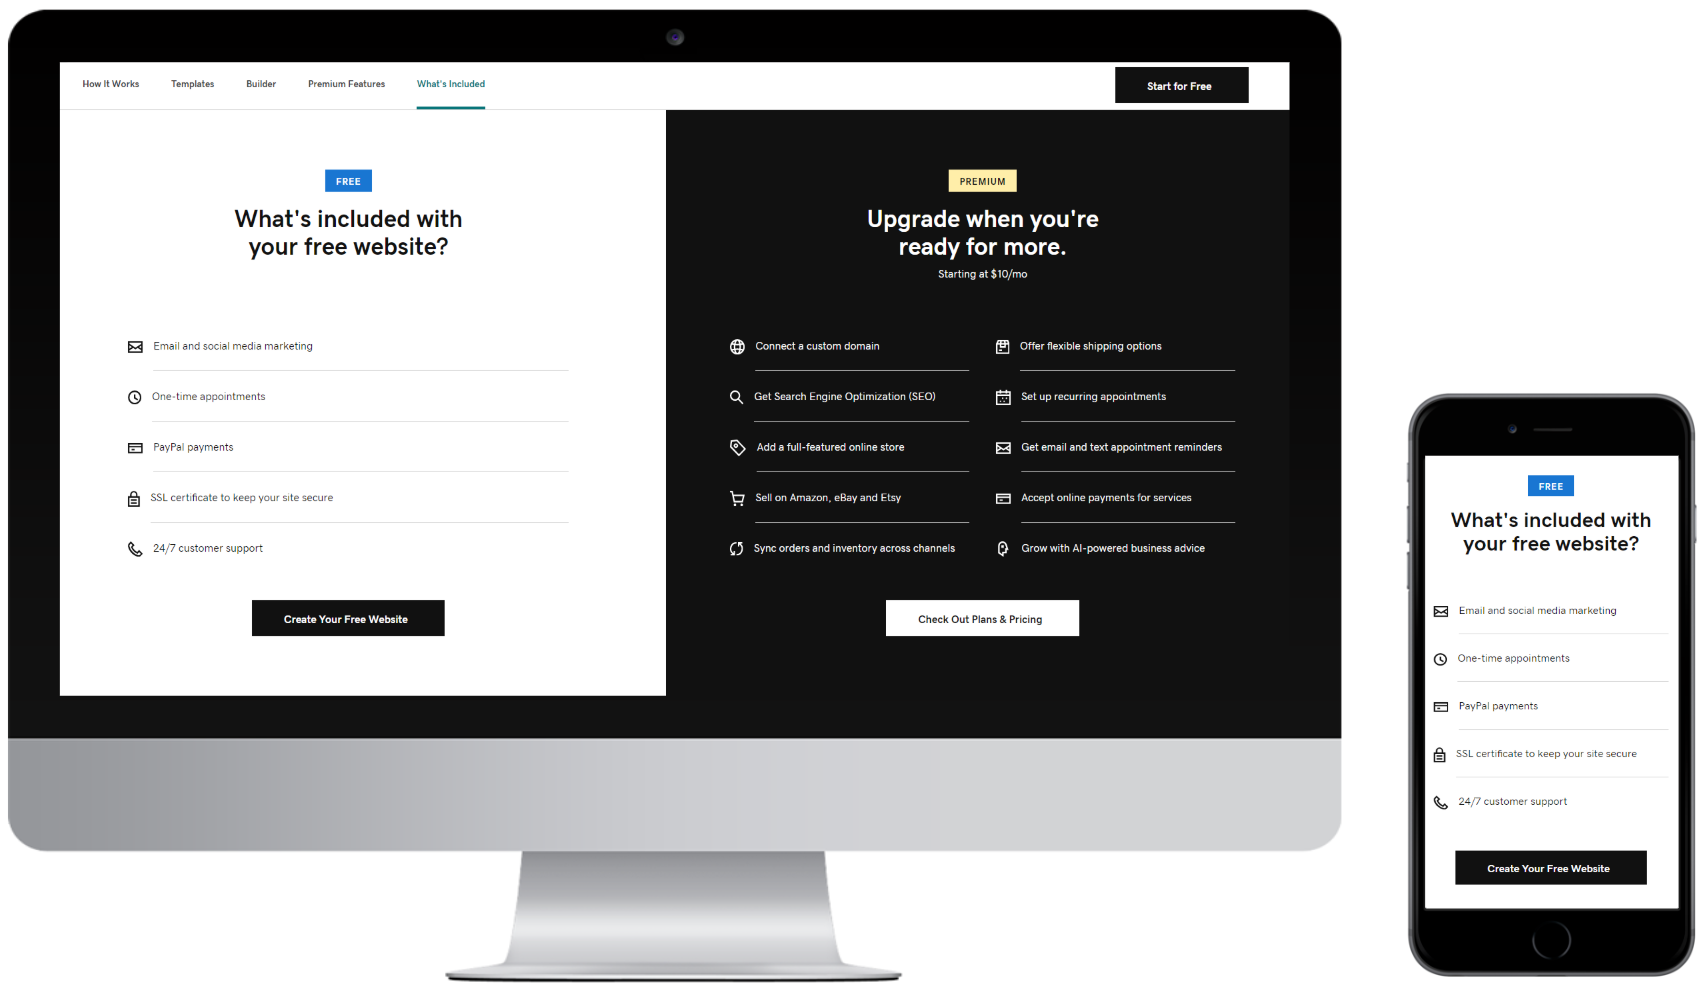 How It Works
Templates
Builder
Premium Features
What's Included
Start for Free
FREE
What's included with
your free website?
Email and social media marketing
One-time appointments
PayPal payments
SSL certificate to keep your site secure
24/7 customer support
Create Your Free Website
PREMIUM
Upgrade when you're
ready for more.
Starting at $10/mo
Connect a custom domain
Get Search Engine Optimization (SEO)
Add a full-featured online store
Sell on Amazon, eBay and Etsy
Sync orders and inventory across channels
Offer flexible shipping options
Set up recurring appointments
Get email and text appointment reminders
Accept online payments for services
Grow with AI-powered business advice
Check Out Plans & Pricing
FREE
What's included with
your free website?
Email and social media marketing
One-time appointments
PayPal payments
SSL certificate to keep your site secure
24/7 customer support
Create Your Free Website